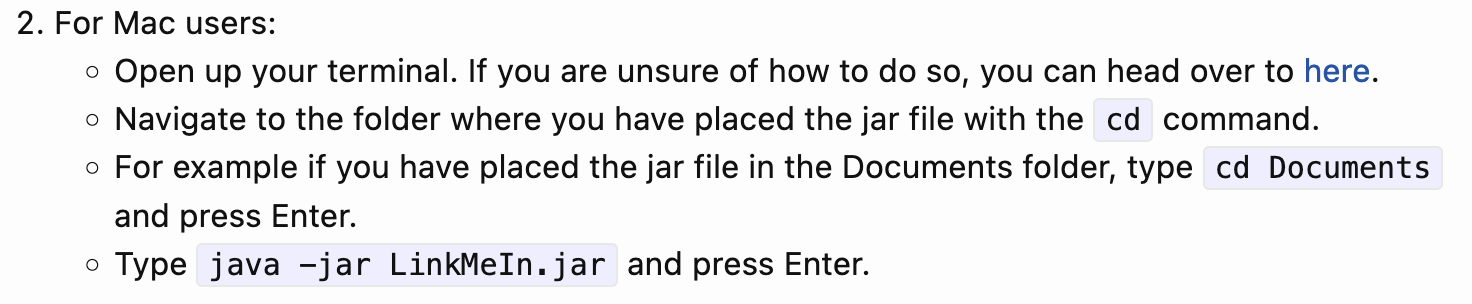 2. For Mac users:
○ Open up your terminal. If you are unsure of how to do so, you can head over to here.
○ Navigate to the folder where you have placed the jar file with the cd command.
○ For example if you have placed the jar file in the Documents folder, type cd Documents
and press Enter.
○ Type java -jar LinkMeIn.jar and press Enter.